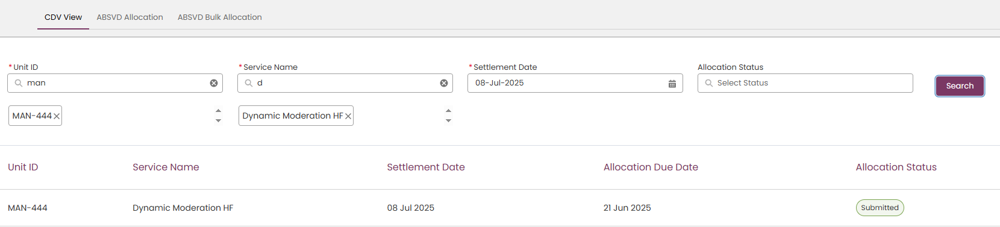 CDV View ABSVD Allocation ABSVD Bulk Allocation
* Unit ID * Service Name * Settlement Date Allocation Status
man d 08-Jul-2025 Select Status Search
MAN-444 Dynamic Moderation HF
Unit ID Service Name Settlement Date Allocation Due Date Allocation Status
MAN-444 Dynamic Moderation HF 08 Jul 2025 21 Jun 2025 Submitted